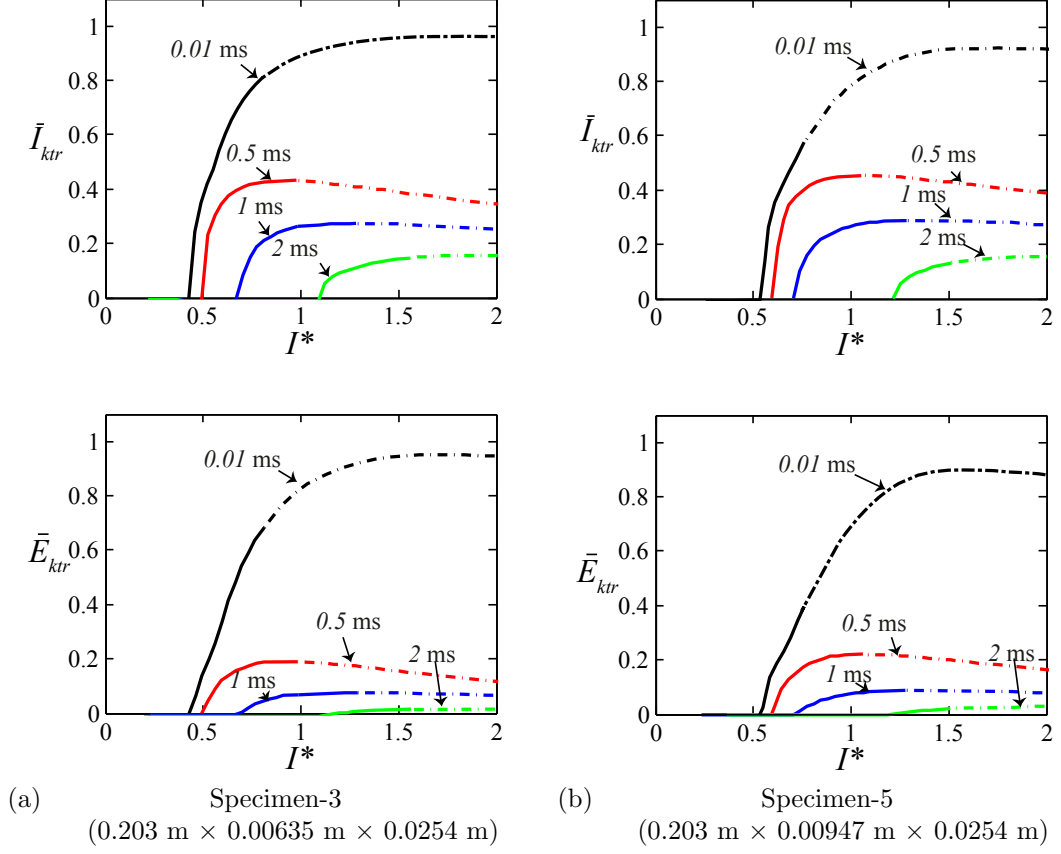 1
0.8
0.6
0.4
0.2
0
Ī_ktr
0.01 ms
0.5 ms
1 ms
2 ms
0 0.5 1 1.5 2
I*
1
0.8
0.6
0.4
0.2
0
Ī_ktr
0.01 ms
0.5 ms
1 ms
2 ms
0 0.5 1 1.5 2
I*
1
0.8
0.6
0.4
0.2
0
Ē_ktr
0.01 ms
0.5 ms
1 ms
2 ms
0 0.5 1 1.5 2
I*
1
0.8
0.6
0.4
0.2
0
Ē_ktr
0.01 ms
0.5 ms
1 ms
2 ms
0 0.5 1 1.5 2
I*
(a) Specimen-3
(0.203 m × 0.00635 m × 0.0254 m)
(b) Specimen-5
(0.203 m × 0.00947 m × 0.0254 m)